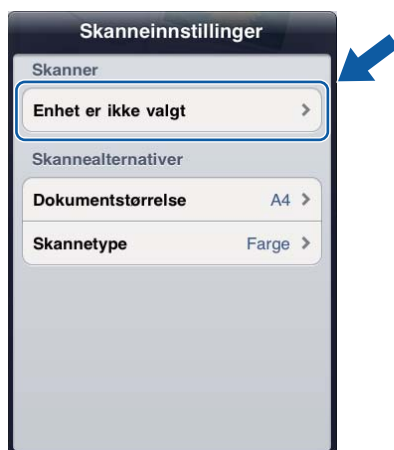 Skanneinnstillinger
Skanner
Enhet er ikke valgt
Skannealternativer
Dokumentstørrelse A4
Skannetype Farge